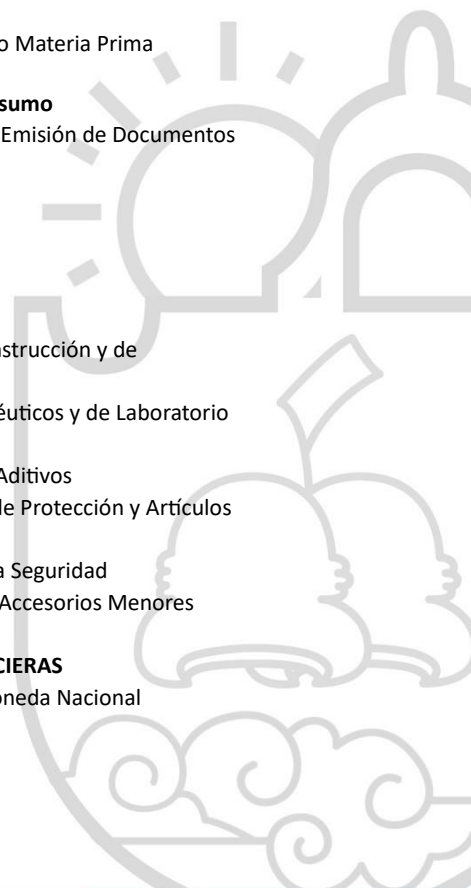 o Materia Prima
sumo
Emisión de Documentos
strucción y de
éuticos y de Laboratorio
Aditivos
de Protección y Artículos
a Seguridad
Accesorios Menores
CIERAS
oneda Nacional